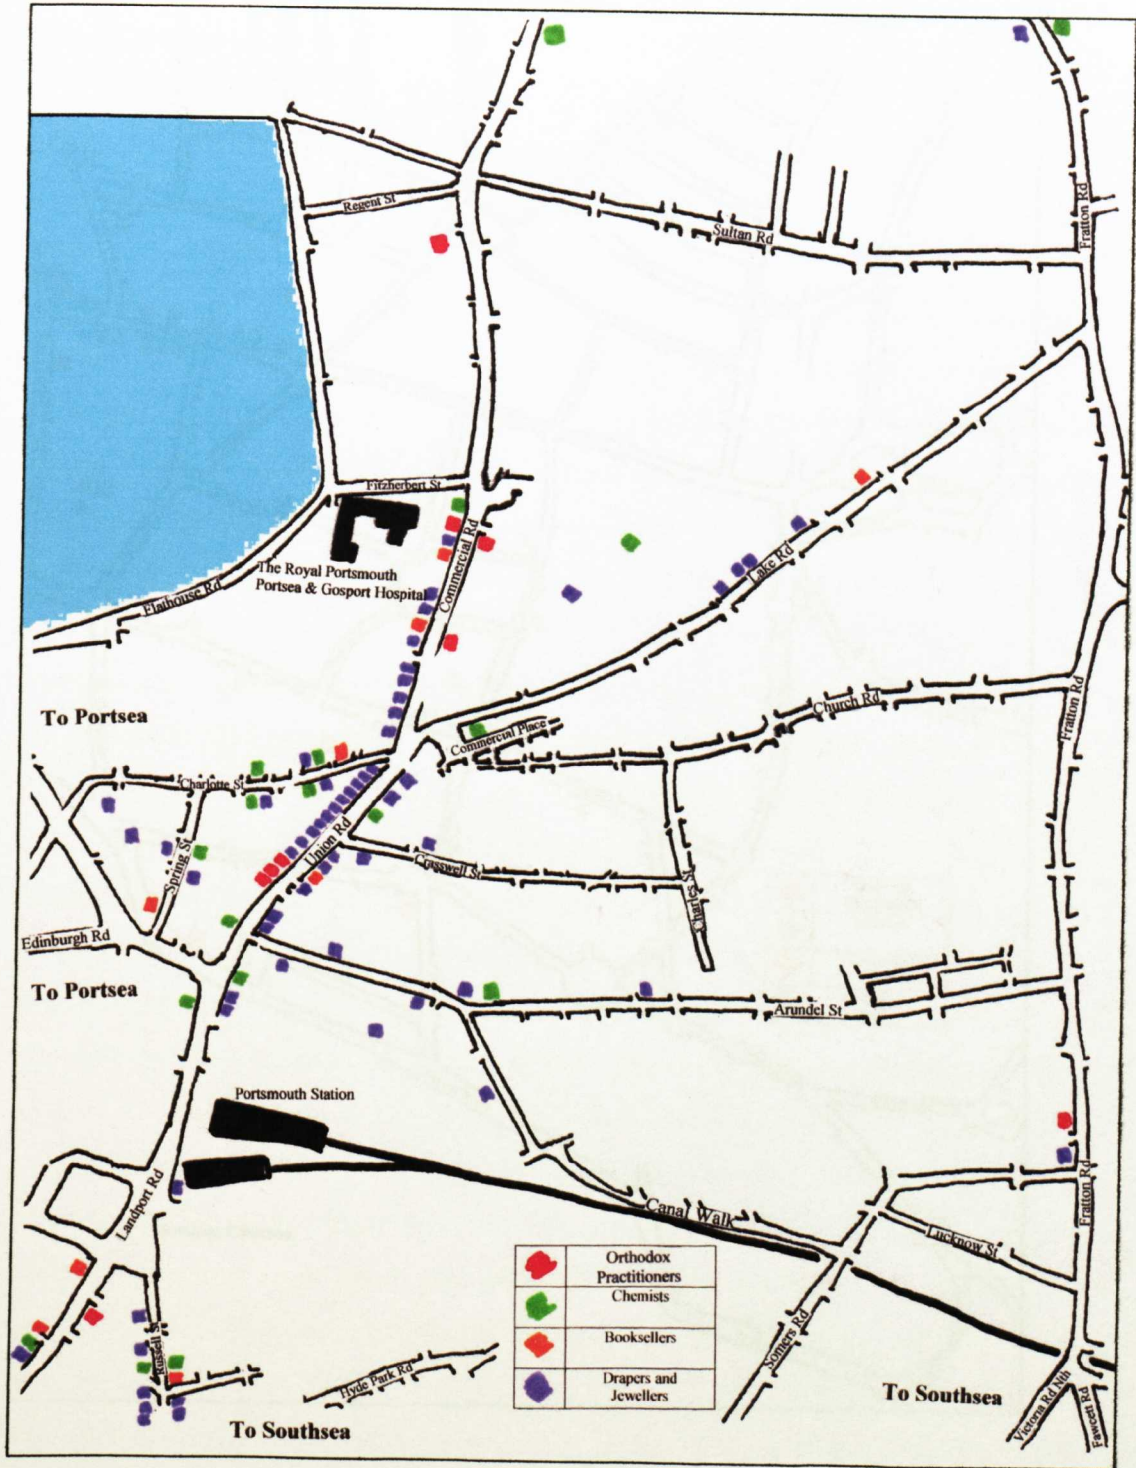 Regent St
Sultan Rd
Fratton Rd
Fitzherbert St
Commercial Rd
The Royal Portsmouth
Portsea & Gosport Hospital
Flathouse Rd
Lake Rd
To Portsea
Church Rd
Fratton Rd
Commercial Place
Charlotte St
Union Rd
Spring St
Crasswell St
Charles St
Edinburgh Rd
To Portsea
Arundel St
Portsmouth Station
Landport Rd
Canal Walk
Fratton Rd
Lucknow St
Orthodox
Practitioners
Chemists
Booksellers
Drapers and
Jewellers
Russell St
Hyde Park Rd
Somers Rd
To Southsea
Victoria Rd Nth
Fawcett Rd
To Southsea